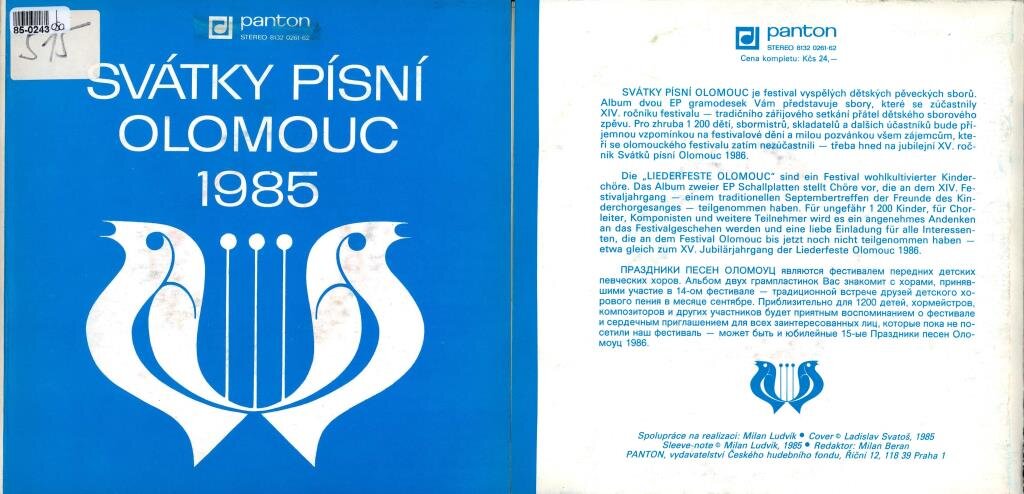 85-0243
515
panton
STEREO 8132 0261-62
SVÁTKY PÍSNÍ
OLOMOUC
1985
panton
STEREO 8132 0261-62
Cena kompletu: Kčs 24,—
SVÁTKY PÍSNÍ OLOMOUC je festival vyspělých dětských pěveckých sborů.
Album dvou EP gramodesek Vám představuje sbory, které se zúčastnily
XIV. ročníku festivalu — tradičního zářijového setkání přátel dětského sborového
zpěvu. Pro zhruba 1 200 dětí, sbormistrů, skladatelů a dalších účastníků bude pří-
jemnou vzpomínkou na festivalové dění a milou pozvánkou všem zájemcům, kte-
ří se olomouckého festivalu zatím nezúčastnili — třeba hned na jubilejní XV. roč-
ník Svátků písní Olomouc 1986.
Die „LIEDERFESTE OLOMOUC" sind ein Festival wohlkultivierter Kinder-
chöre. Das Album zweier EP Schallplatten stellt Chöre vor, die an dem XIV. Fe-
stivaljahrgang — einem traditionellen Septembertreffen der Freunde des Kin-
derchorgesanges — teilgenommen haben. Für ungefähr 1 200 Kinder, für Chor-
leiter, Komponisten und weitere Teilnehmer wird es ein angenehmes Andenken
an das Festivalgeschehen werden und eine liebe Einladung für alle Interessen-
ten, die an dem Festival Olomouc bis jetzt noch nicht teilgenommen haben —
etwa gleich zum XV. Jubilärjahrgang der Liederfeste Olomouc 1986.
ПРАЗДНИКИ ПЕСЕН ОЛОМОУЦ являются фестивалем передних детских
певческих хоров. Альбом двух грампластинок Вас знакомит с хорами, приняв-
шими участие в 14-ом фестивале — традиционной встрече друзей детского хо-
рового пения в месяце сентябре. Приблизительно для 1200 детей, хормейстров,
композиторов и других участников будет приятным воспоминанием о фестивале
и сердечным приглашением для всех заинтересованных лиц, которые пока не по-
сетили наш фестиваль — может быть и юбилейные 15-ые Праздники песен Оло-
моуц 1986.
Spolupráce na realizaci: Milan Ludvík ● Cover © Ladislav Svatoš, 1985
Sleeve-note © Milan Ludvík, 1985 ● Redaktor: Milan Beran
PANTON, vydavatelství Českého hudebního fondu, Říční 12, 118 39 Praha 1